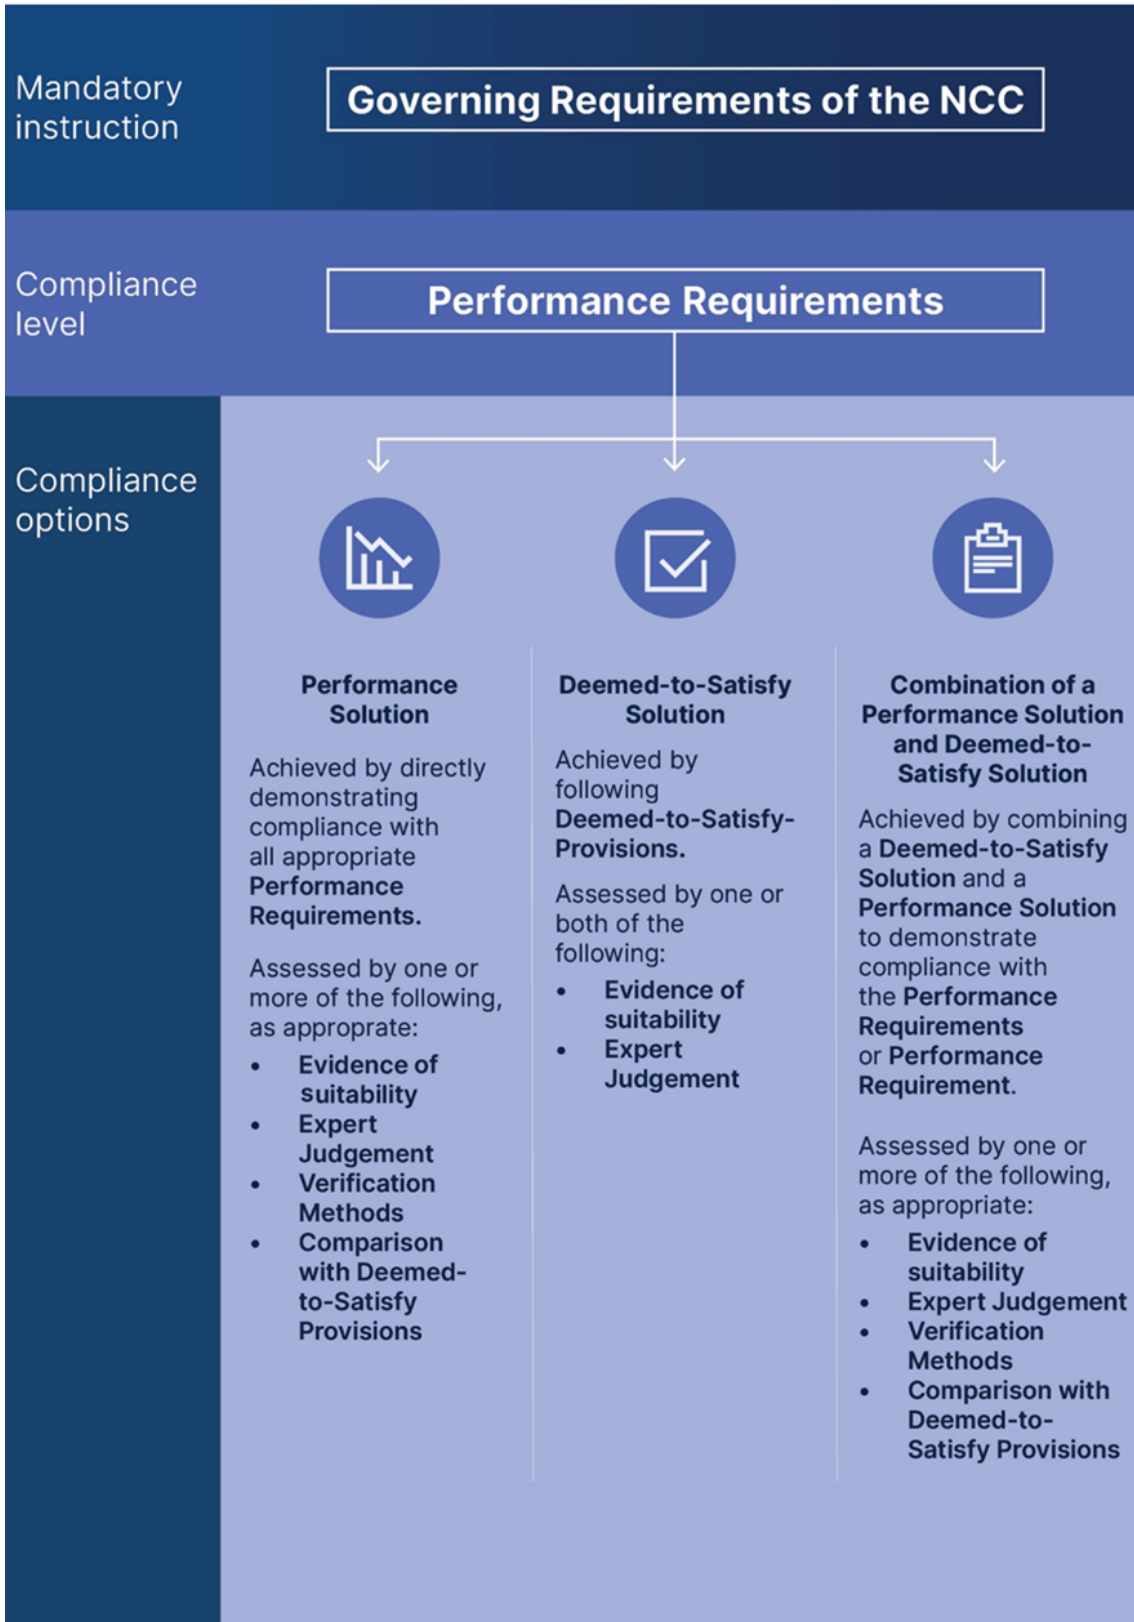 Mandatory
instruction
Governing Requirements of the NCC
Compliance
level
Performance Requirements
Compliance
options
Performance
Solution
Achieved by directly
demonstrating
compliance with
all appropriate
Performance
Requirements.
Assessed by one or
more of the following,
as approprate:
• Evidence of
suitability
• Expert
Judgement
• Verification
Methods
• Comparison
with Deemed-
to-Satisfy
Provisions
Deemed-to-Satisfy
Solution
Achieved by
following
Deemed-to-Satisfy-
Provisions.
Assessed by one or
both of the
following:
• Evidence of
suitability
• Expert
Judgement
Combination of a
Performance Solution
and Deemed-to-
Satisfy Solution
Achieved by combining
a Deemed-to-Satisfy
Solution and a
Performance Solution
to demonstrate
compliance with
the Performance
Requirements
or Performance
Requirement.
Assessed by one or
more of the following,
as appropriate:
• Evidence of
suitability
• Expert Judgement
• Verification
Methods
• Comparison with
Deemed-to-
Satisfy Provisions